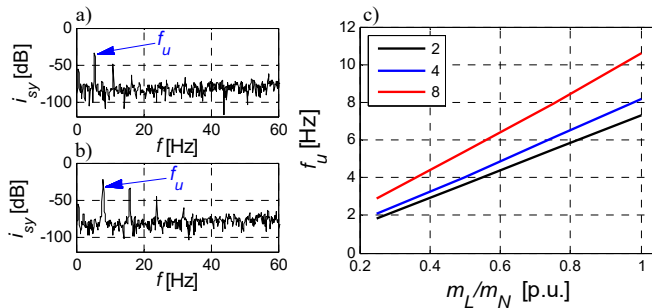 a)
0
-50
-100
i_sy [dB]
f_u
0 20 40 60
f [Hz]
b)
0
-50
-100
i_sy [dB]
f_u
0 20 40 60
f [Hz]
c)
12
10
8
6
4
2
0
f_u [Hz]
2
4
8
0.2 0.4 0.6 0.8 1
m_L/m_N [p.u.]